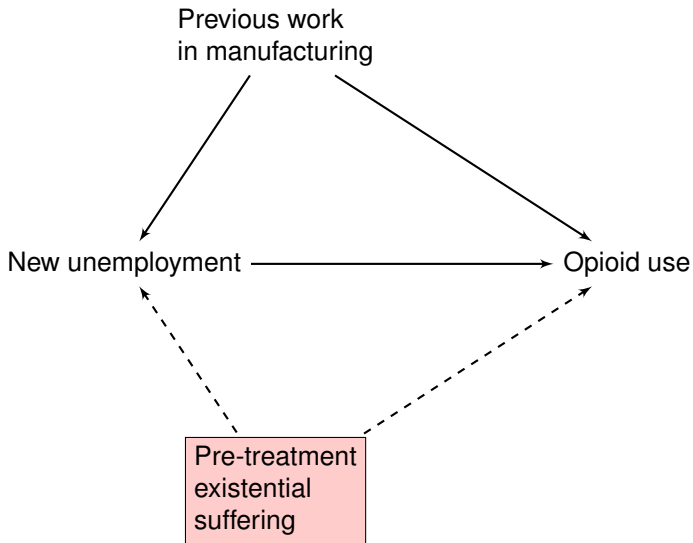 Previous work
in manufacturing
New unemployment
Opioid use
Pre-treatment
existential
suffering